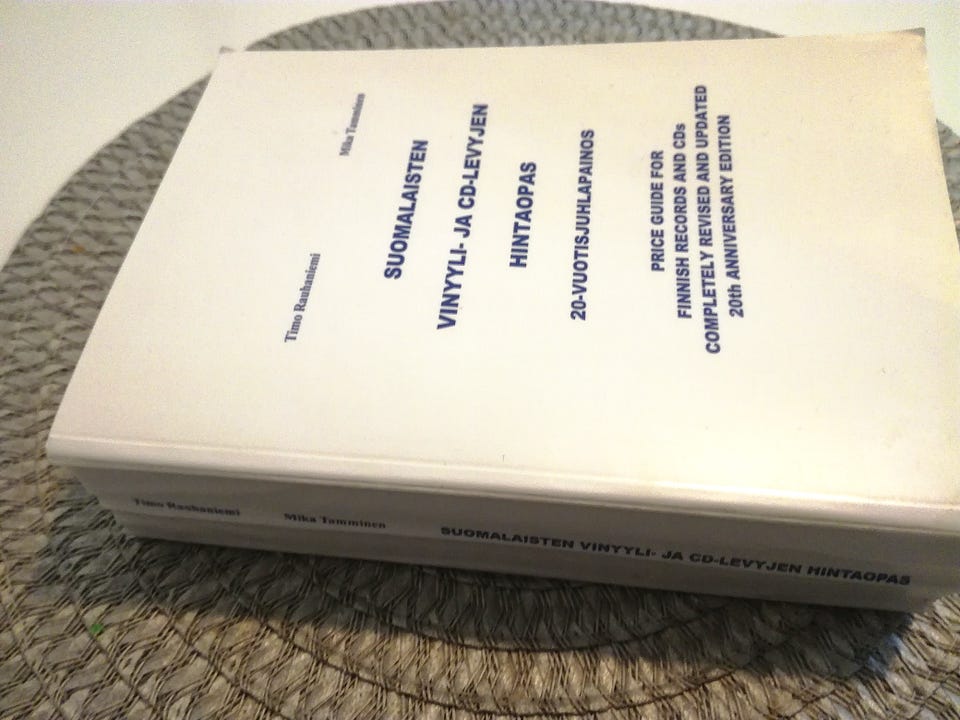 Timo Rauhaniemi
Mika Tamminen
SUOMALAISTEN
VINYYLI- JA CD-LEVYJEN
HINTAOPAS
20-VUOTISJUHLAPAINOS
PRICE GUIDE FOR
FINNISH RECORDS AND CDs
COMPLETELY REVISED AND UPDATED
20th ANNIVERSARY EDITION
Timo Rauhaniemi Mika Tamminen SUOMALAISTEN VINYYLI- JA CD-LEVYJEN HINTAOPAS